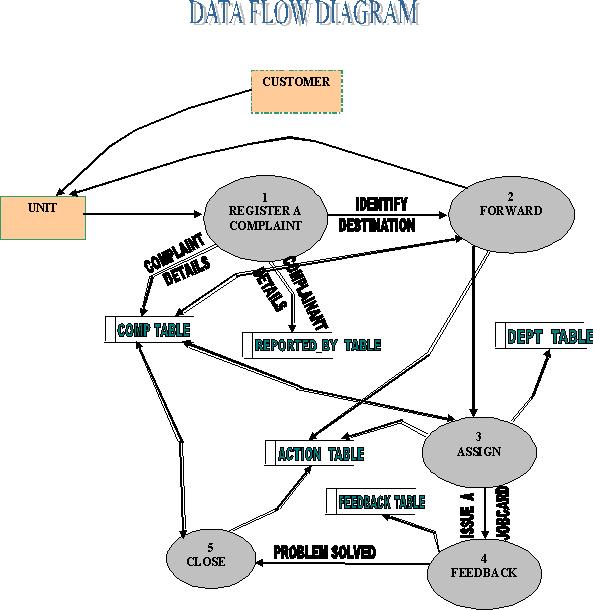 DATA FLOW DIAGRAM
CUSTOMER
UNIT
1
REGISTER A
COMPLAINT
IDENTIFY
DESTINATION
2
FORWARD
COMPLAINT
DETAILS
COMPLAINANT
DETAILS
COMP TABLE
REPORTED_BY TABLE
DEPT TABLE
3
ASSIGN
ACTION TABLE
ISSUE A
JOBCARD
FEEDBACK TABLE
5
CLOSE
PROBLEM SOLVED
4
FEEDBACK